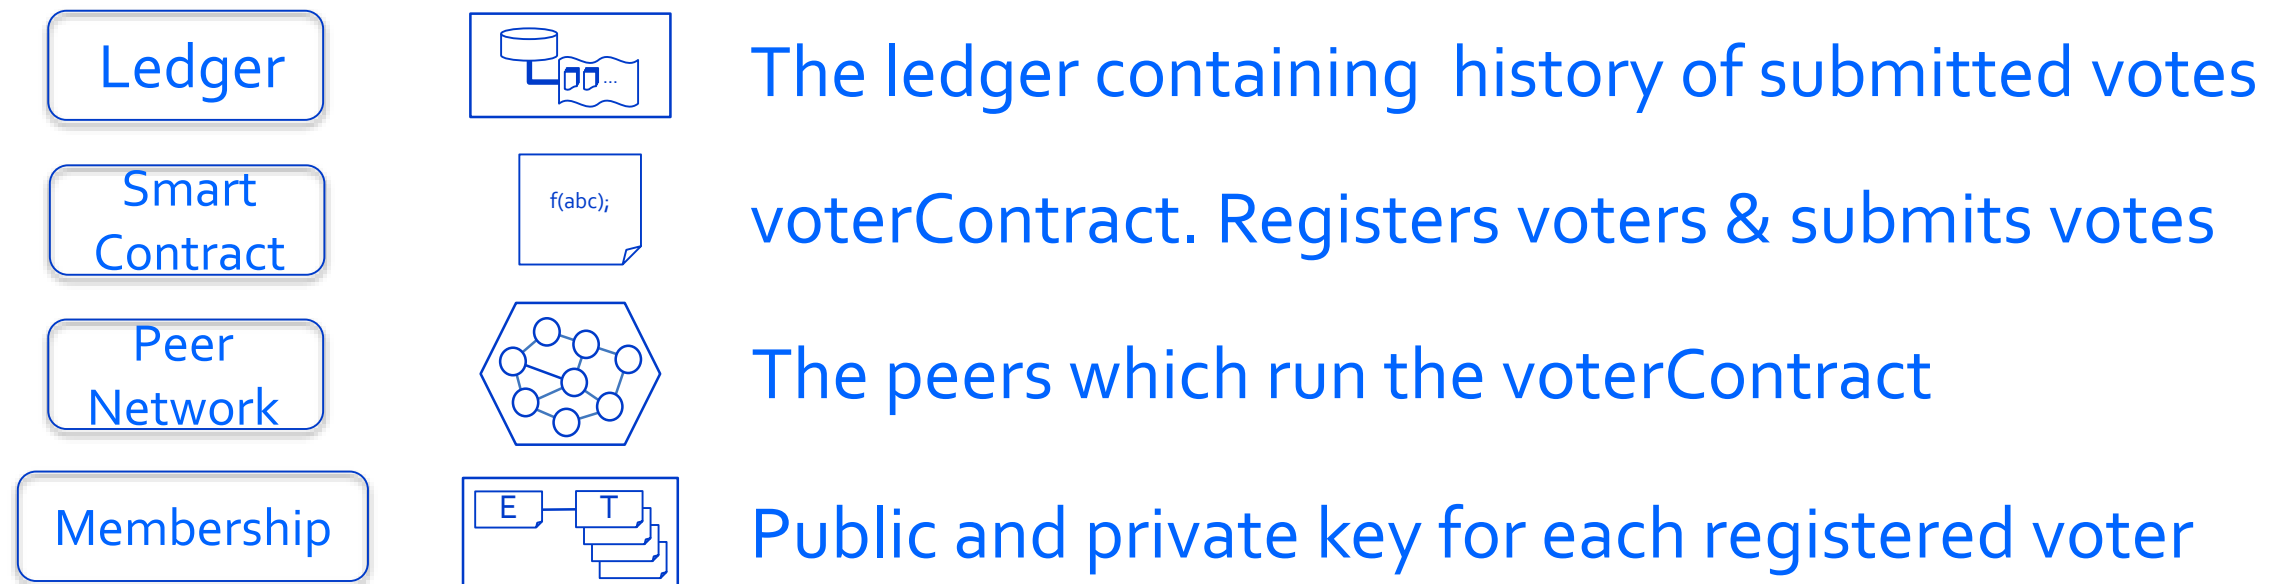 Ledger
...
The ledger containing  history of submitted votes
Smart
Contract
f(abc);
voterContract. Registers voters & submits votes
Peer
Network
The peers which run the voterContract
Membership
E T
Public and private key for each registered voter